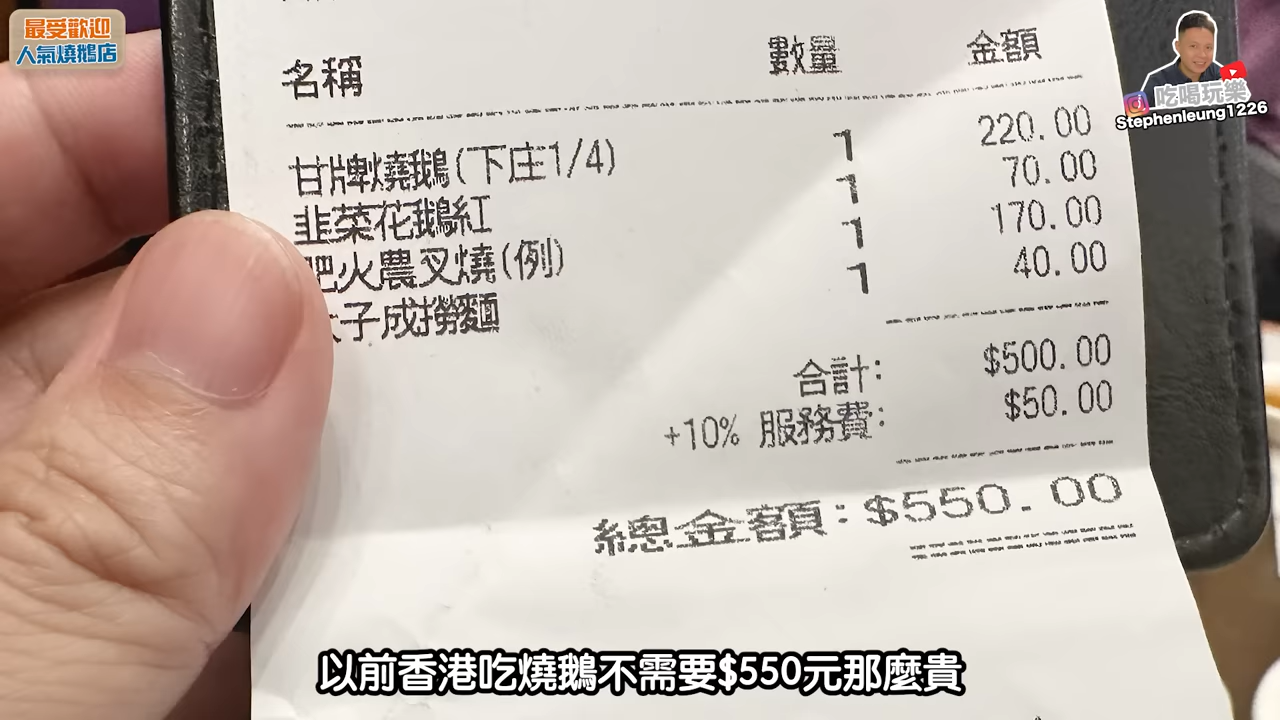 最受歡迎
人氣燒鵝店
吃喝玩樂
Stephenleung1226
名稱 數量 金額
甘牌燒鵝(下庄1/4) 1 220.00
韭菜花鵝紅 1 70.00
肥火農叉燒(例) 1 170.00
子成撈麵 1 40.00
合計: $500.00
+10% 服務費: $50.00
總金額: $550.00
以前香港吃燒鵝不需要$550元那麼貴